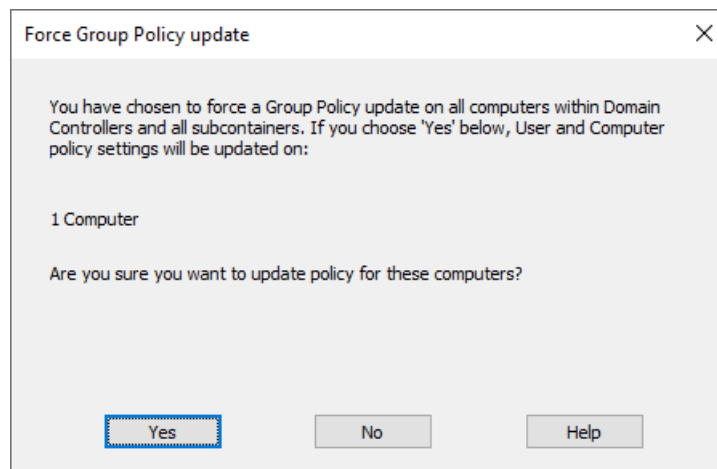 Force Group Policy update
You have chosen to force a Group Policy update on all computers within Domain
Controllers and all subcontainers. If you choose 'Yes' below, User and Computer
policy settings will be updated on:
1 Computer
Are you sure you want to update policy for these computers?
Yes
No
Help